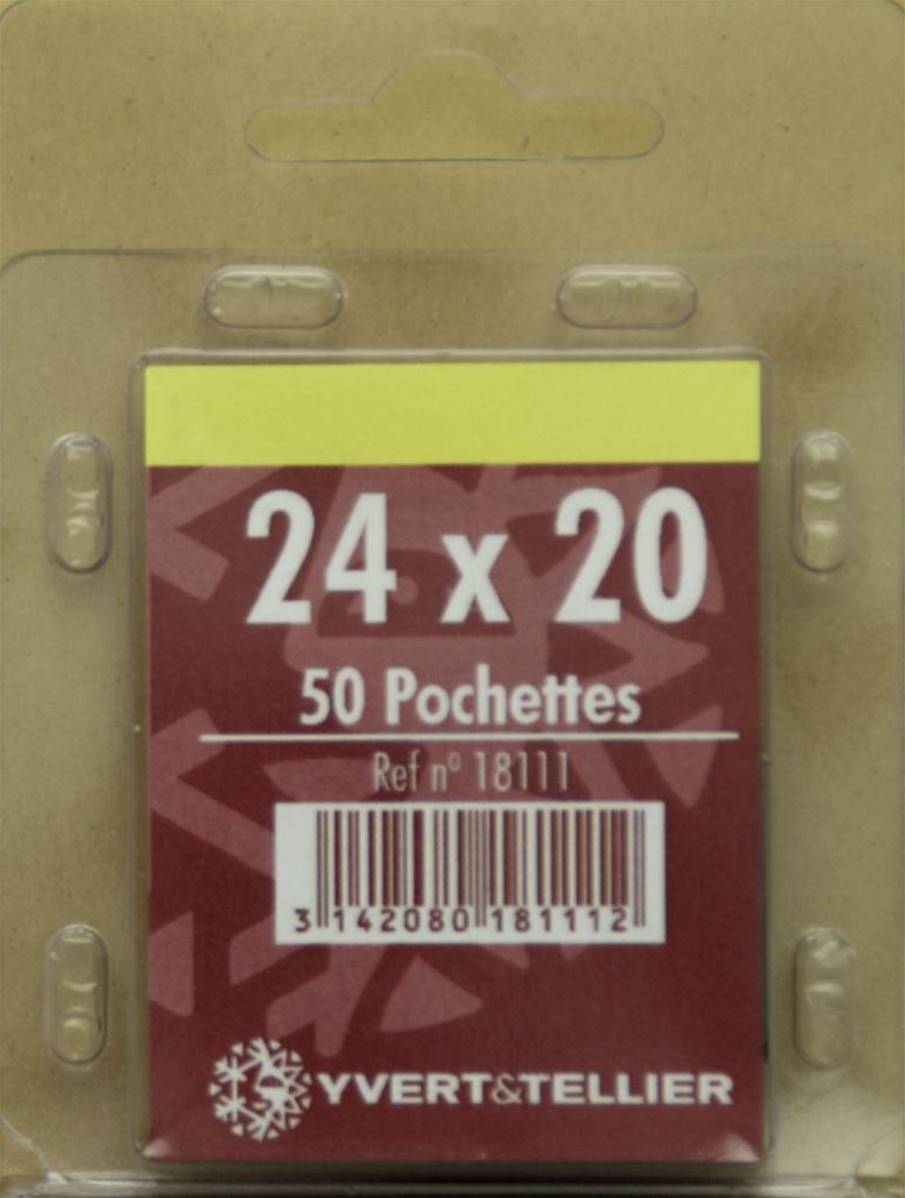 24 x 20
50 Pochettes
Ref n° 18111
3 142080 181112
YVERT&TELLIER